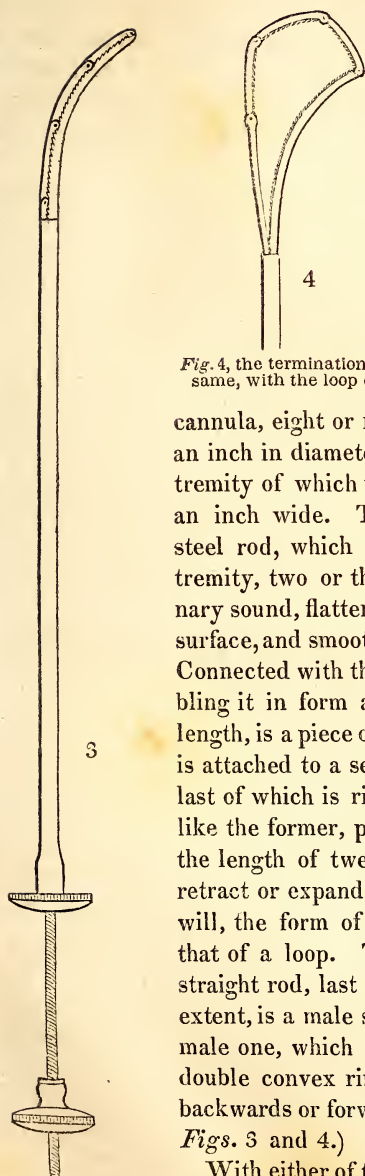 4
Fig. 4, the termination
same, with the loop
cannula, eight or
an inch in diamete
tremity of which
an inch wide.
steel rod, which
tremity, two or th
nary sound, flatte
surface, and smoot
Connected with th
bling it in form a
length, is a piece
3
is attached to a se
last of which is ri
like the former, p
the length of twe
retract or expand
will, the form of
that of a loop.
straight rod, last
extent, is a male s
male one, which
double convex ri
backwards or forw
Figs. 3 and 4.)
With either of t